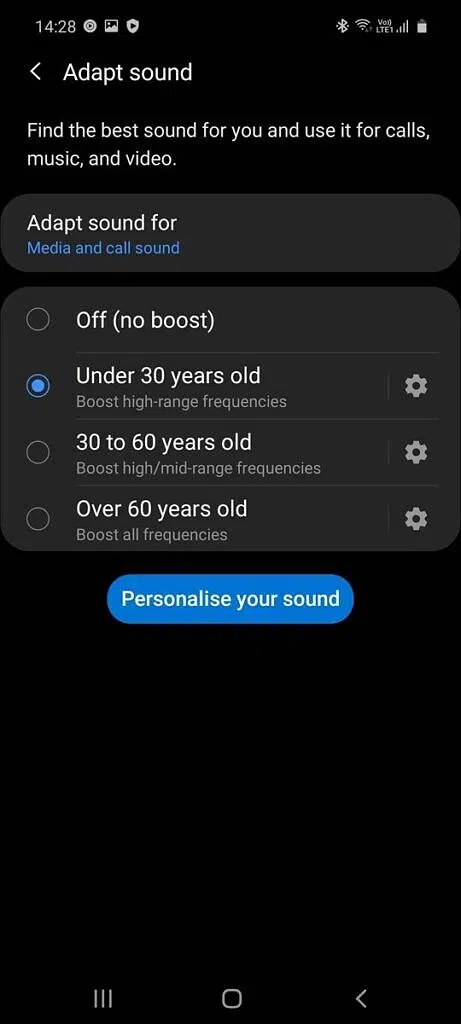 14:28
Vo)) LTE1
Adapt sound
Find the best sound for you and use it for calls,
music, and video.
Adapt sound for
Media and call sound
Off (no boost)
Under 30 years old
Boost high-range frequencies
30 to 60 years old
Boost high/mid-range frequencies
Over 60 years old
Boost all frequencies
Personalise your sound